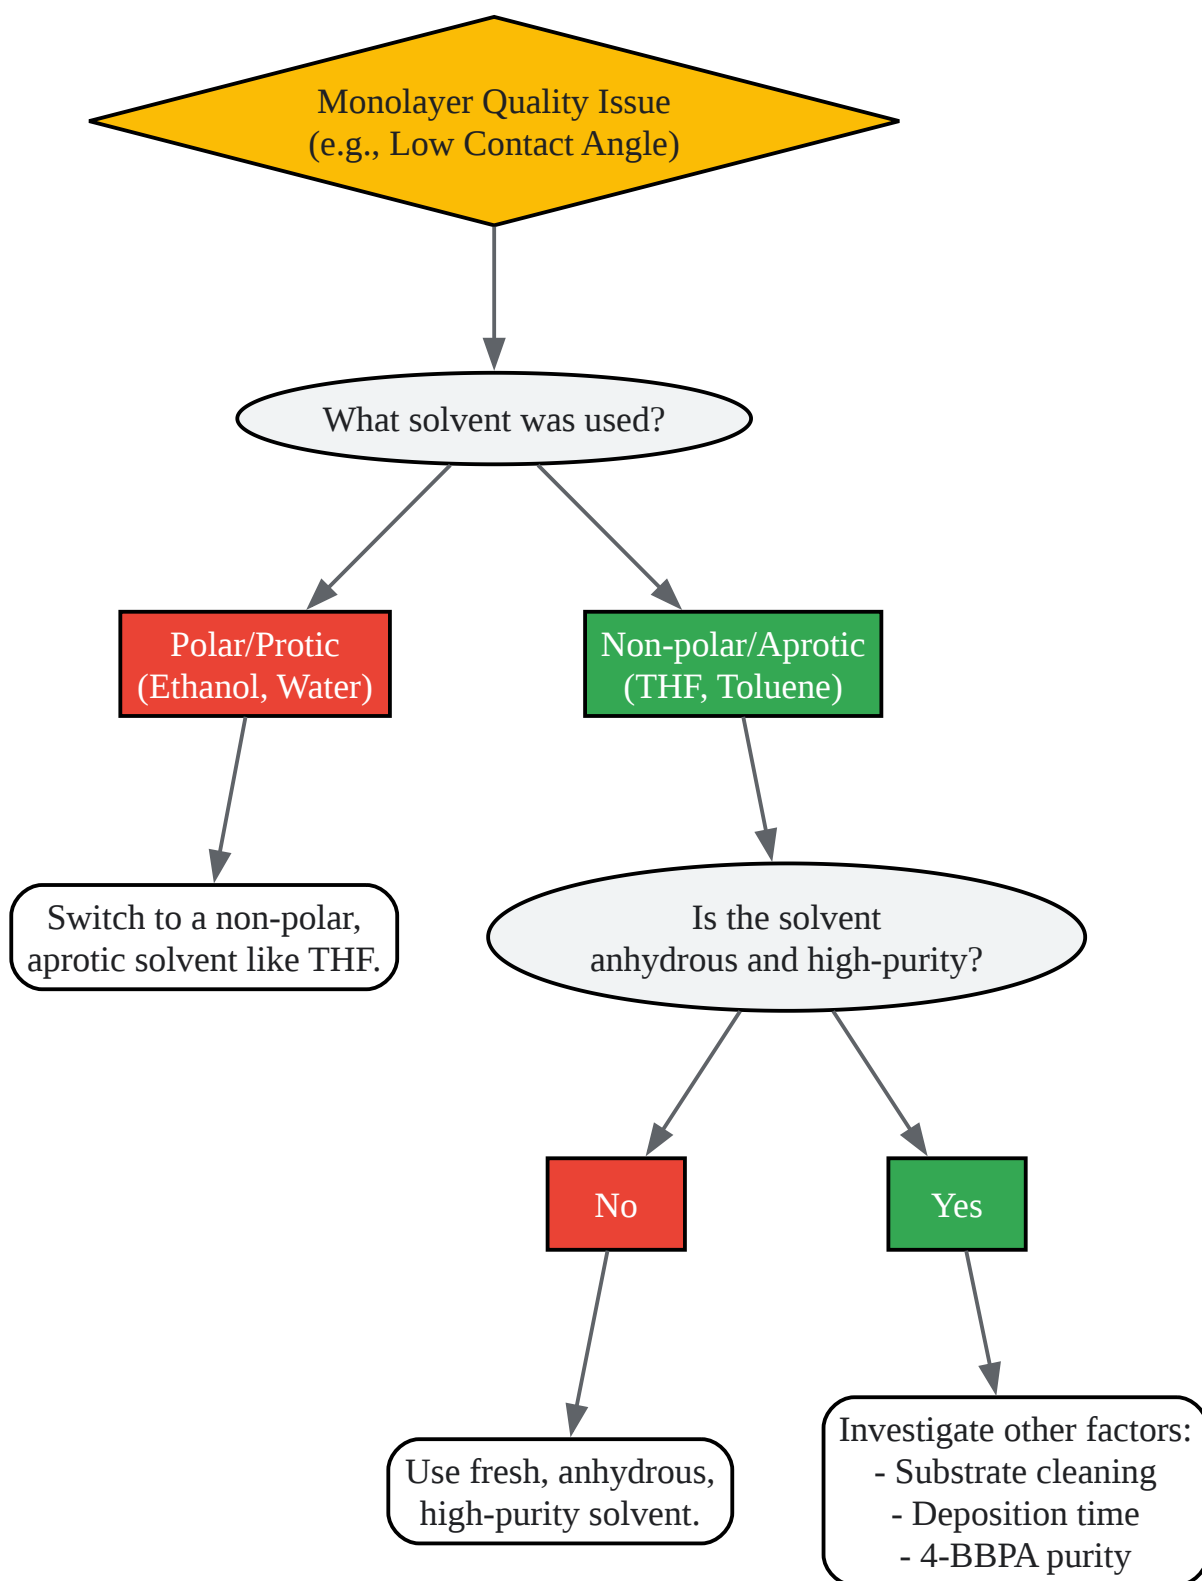 Monolayer Quality Issue
(e.g., Low Contact Angle)
What solvent was used?
Polar/Protic
(Ethanol, Water)
Non-polar/Aprotic
(THF, Toluene)
Switch to a non-polar,
aprotic solvent like THF.
Is the solvent
anhydrous and high-purity?
No
Yes
Use fresh, anhydrous,
high-purity solvent.
Investigate other factors:
- Substrate cleaning
- Deposition time
- 4-BBPA purity